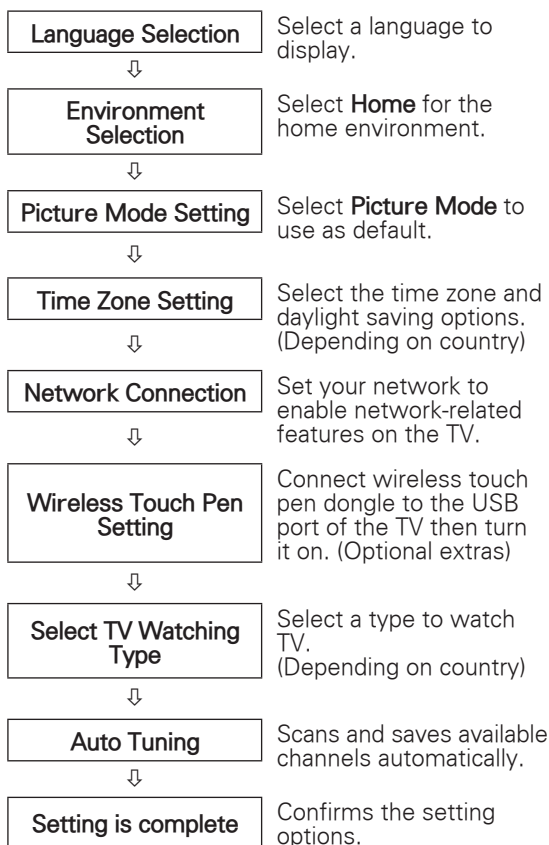 Language Selection
Select a language to
display.
⇩
Environment
Selection
Select Home for the
home environment.
⇩
Picture Mode Setting
Select Picture Mode to
use as default.
⇩
Time Zone Setting
Select the time zone and
daylight saving options.
(Depending on country)
⇩
Network Connection
Set your network to
enable network-related
features on the TV.
⇩
Wireless Touch Pen
Setting
Connect wireless touch
pen dongle to the USB
port of the TV then turn
it on. (Optional extras)
⇩
Select TV Watching
Type
Select a type to watch
TV.
(Depending on country)
⇩
Auto Tuning
Scans and saves available
channels automatically.
⇩
Setting is complete
Confirms the setting
options.